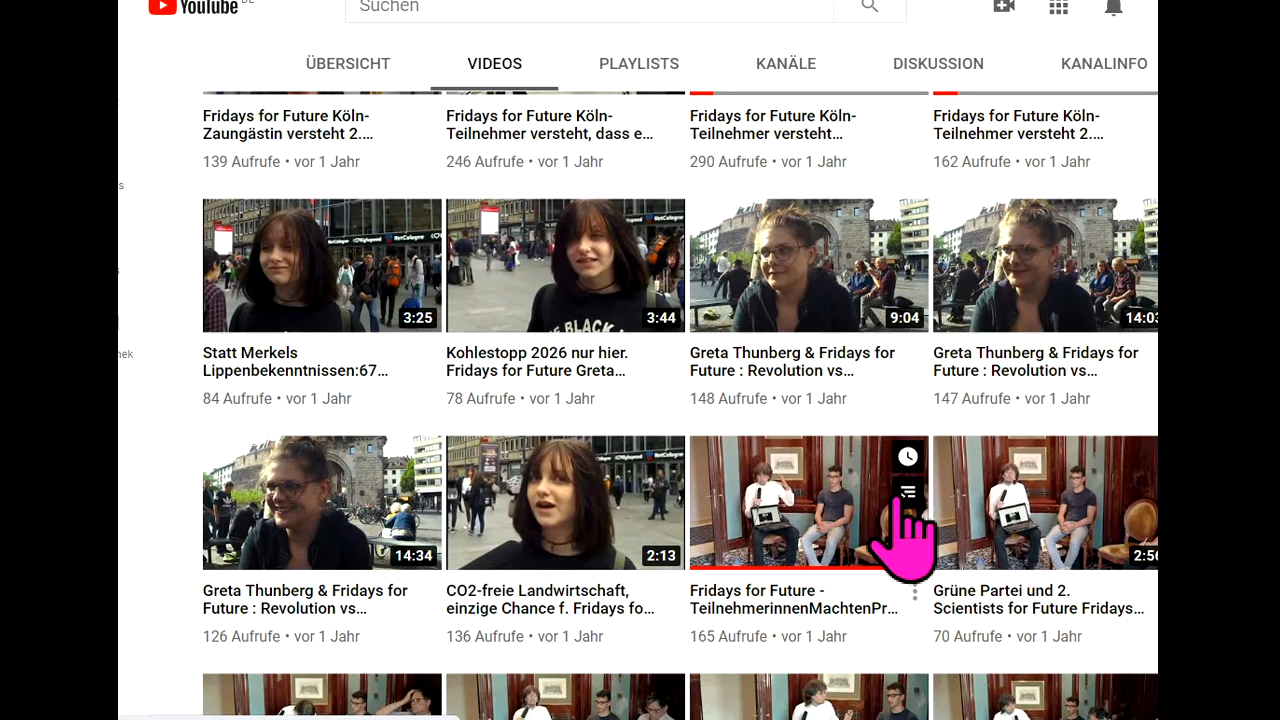 YouTube DE
Suchen
ÜBERSICHT VIDEOS PLAYLISTS KANÄLE DISKUSSION KANALINFO
Fridays for Future Köln-
Zaungästin versteht 2....
139 Aufrufe • vor 1 Jahr
Fridays for Future Köln-
Teilnehmer versteht, dass e...
246 Aufrufe • vor 1 Jahr
Fridays for Future Köln-
Teilnehmer versteht...
290 Aufrufe • vor 1 Jahr
Fridays for Future Köln-
Teilnehmer versteht 2....
162 Aufrufe • vor 1 Jahr
3:25
Statt Merkels
Lippenbekenntnissen:67...
84 Aufrufe • vor 1 Jahr
3:44
Kohlestopp 2026 nur hier.
Fridays for Future Greta...
78 Aufrufe • vor 1 Jahr
9:04
Greta Thunberg & Fridays for
Future : Revolution vs...
148 Aufrufe • vor 1 Jahr
14:03
Greta Thunberg & Fridays for
Future : Revolution vs...
147 Aufrufe • vor 1 Jahr
14:34
Greta Thunberg & Fridays for
Future : Revolution vs...
126 Aufrufe • vor 1 Jahr
2:13
CO2-freie Landwirtschaft,
einzige Chance f. Fridays fo...
136 Aufrufe • vor 1 Jahr
Fridays for Future -
TeilnehmerinnenMachtenPr...
165 Aufrufe • vor 1 Jahr
2:56
Grüne Partei und 2.
Scientists for Future Fridays...
70 Aufrufe • vor 1 Jahr